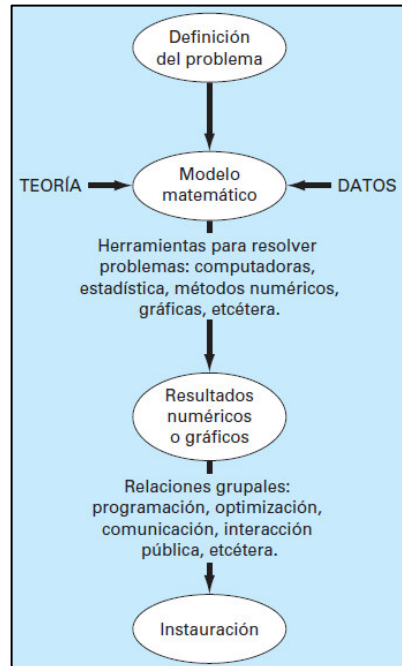 Definición
del problema
Modelo
matemático
TEORÍA
DATOS
Herramientas para resolver
problemas: computadoras,
estadística, métodos numéricos,
gráficas, etcétera.
Resultados
numéricos
o gráficos
Relaciones grupales:
programación, optimización,
comunicación, interacción
pública, etcétera.
Instauración